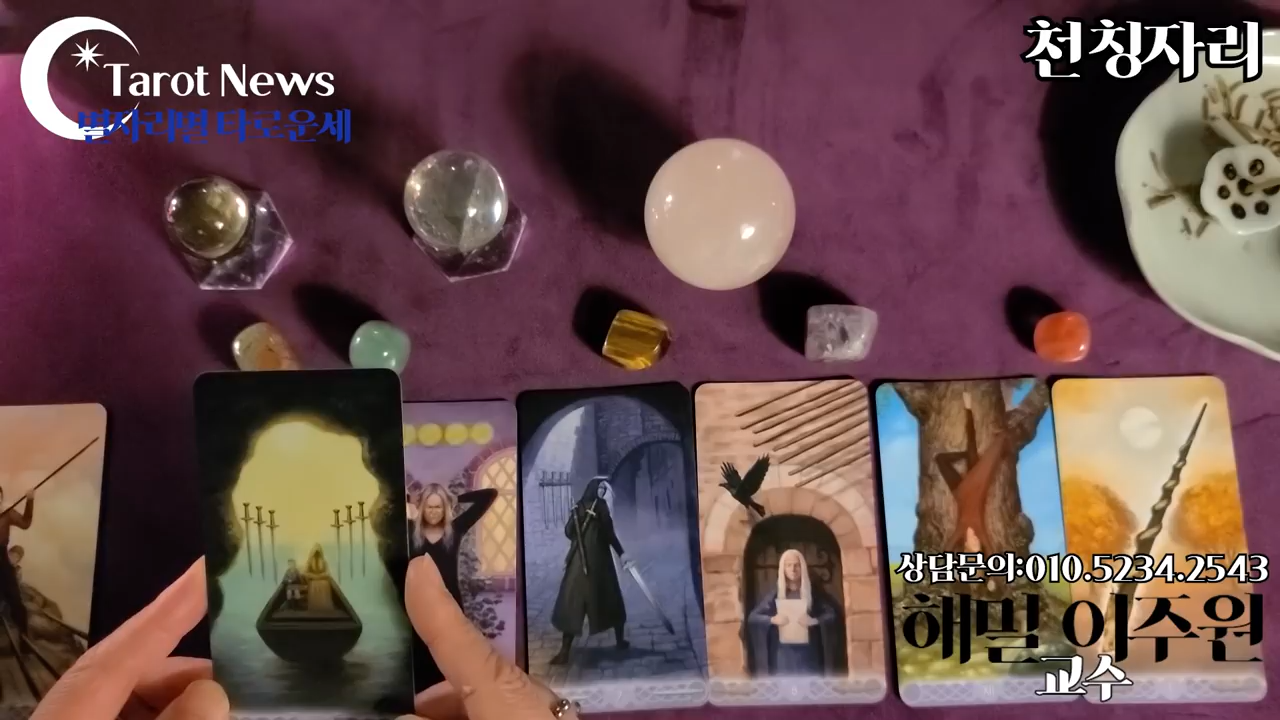 Tarot News
별자리별 타로운세
천칭자리
상담문의:010.5234.2543
해밀 이주원
교수